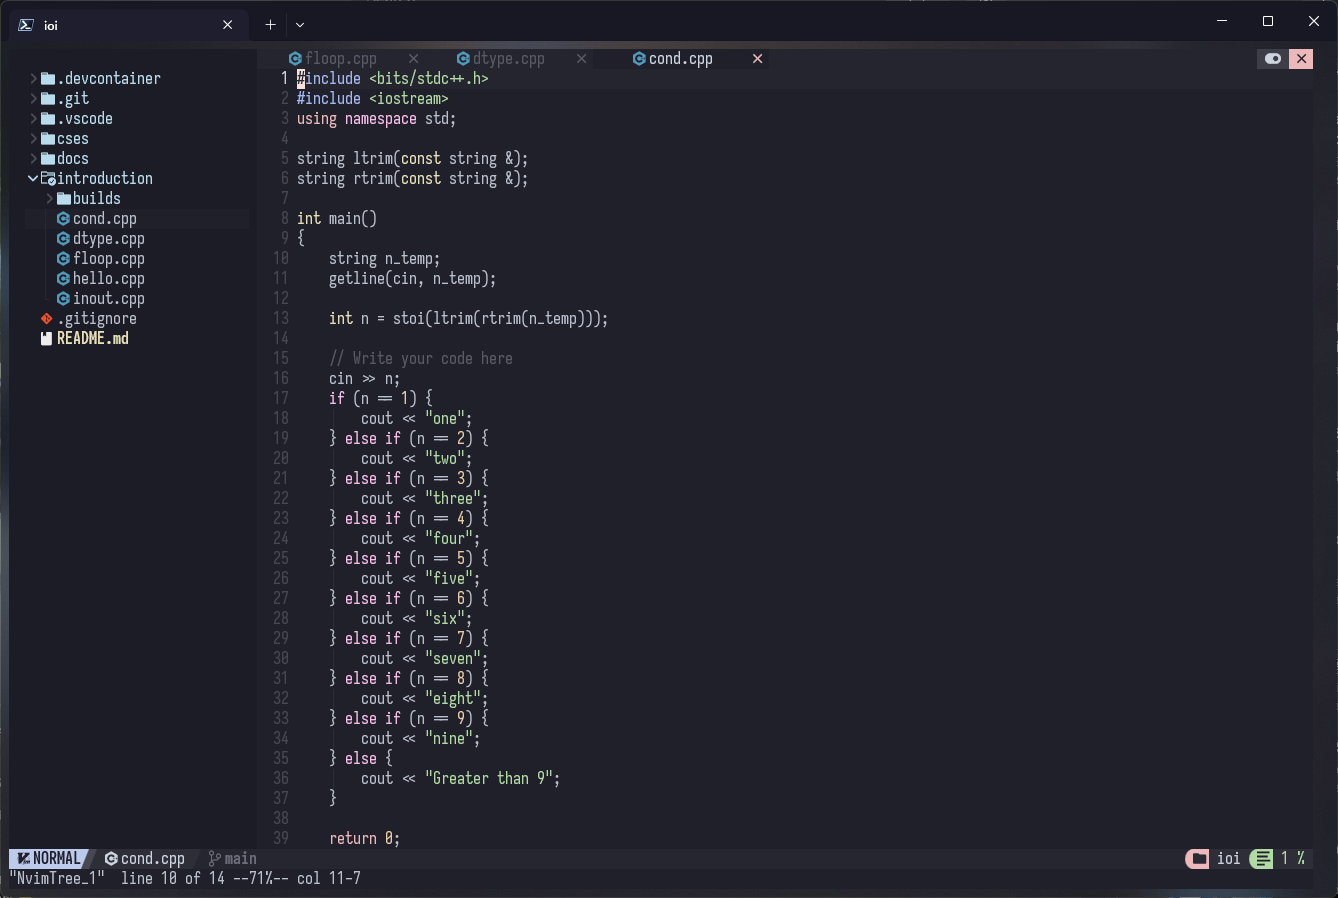 ioi
floop.cpp dtype.cpp cond.cpp
.devcontainer
.git
.vscode
cses
docs
introduction
builds
cond.cpp
dtype.cpp
floop.cpp
hello.cpp
inout.cpp
.gitignore
README.md
1 #include <bits/stdc++.h>
2 #include <iostream>
3 using namespace std;
4
5 string ltrim(const string &);
6 string rtrim(const string &);
7
8 int main()
9 {
10     string n_temp;
11     getline(cin, n_temp);
12
13     int n = stoi(ltrim(rtrim(n_temp)));
14
15     // Write your code here
16     cin >> n;
17     if (n == 1) {
18         cout << "one";
19     } else if (n == 2) {
20         cout << "two";
21     } else if (n == 3) {
22         cout << "three";
23     } else if (n == 4) {
24         cout << "four";
25     } else if (n == 5) {
26         cout << "five";
27     } else if (n == 6) {
28         cout << "six";
29     } else if (n == 7) {
30         cout << "seven";
31     } else if (n == 8) {
32         cout << "eight";
33     } else if (n == 9) {
34         cout << "nine";
35     } else {
36         cout << "Greater than 9";
37     }
38
39     return 0;
NORMAL cond.cpp main ioi 1 %
"NvimTree_1" line 10 of 14 --71%-- col 11-7